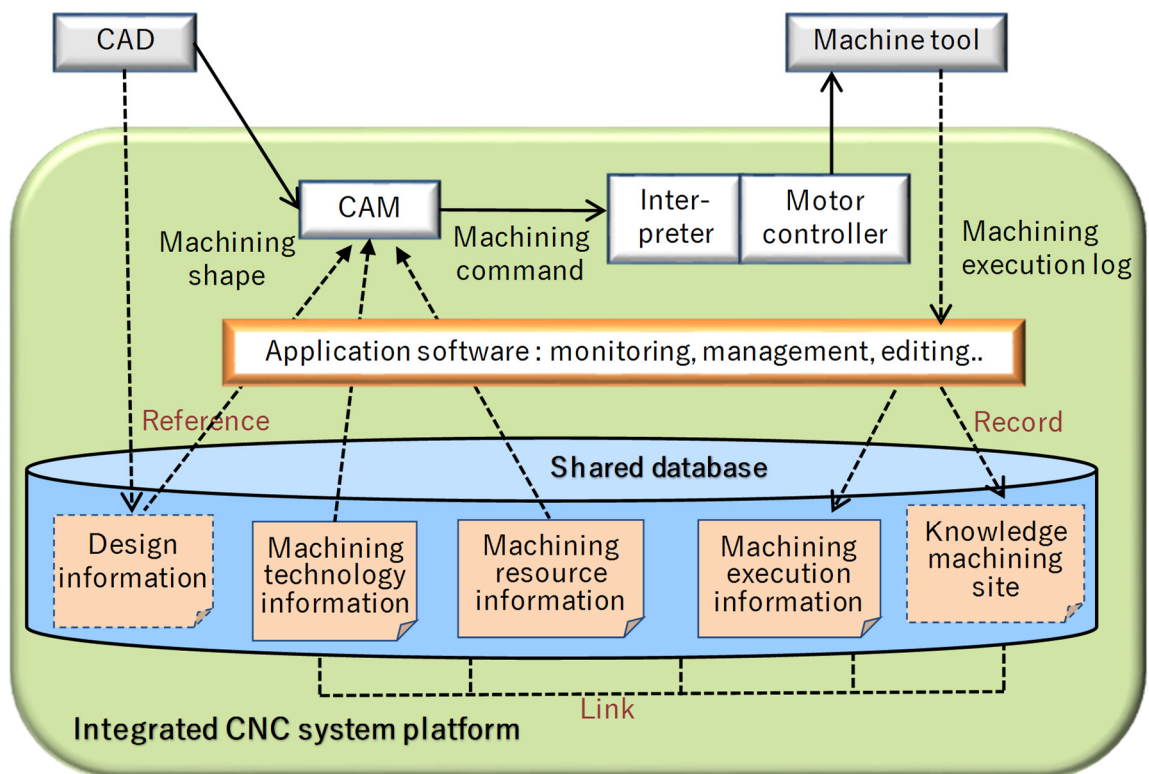 CAD
Machine tool
CAM
Inter-
preter
Motor
controller
Machining
shape
Machining
command
Machining
execution log
Application software : monitoring, management, editing..
Reference
Record
Shared database
Design
information
Machining
technology
information
Machining
resource
information
Machining
execution
information
Knowledge
machining
site
Link
Integrated CNC system platform